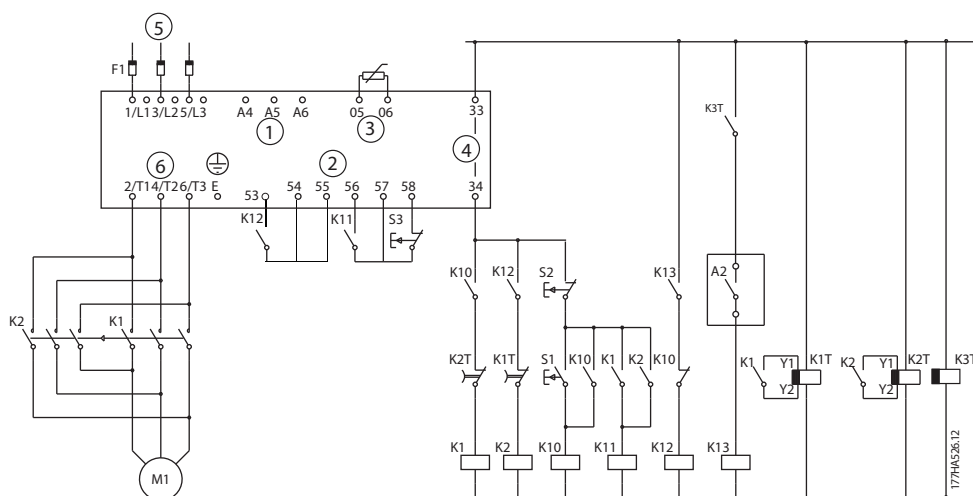 5
F1
K3T
1/L1 3/L2 5/L3 A4 A5 A6 05 06 33
1 3 4
6 2
2/T1 4/T2 6/T3 E 53 54 55 56 57 58 34
K12 K11 S3
K10 K12 S2 K13 A2
K2 K1
K2T K1T S1 K10 K1 K2 K10 K1 Y1 K1T K2 Y1 K2T K3T
Y2 Y2
K1 K2 K10 K11 K12 K13
M1
177HA526.12